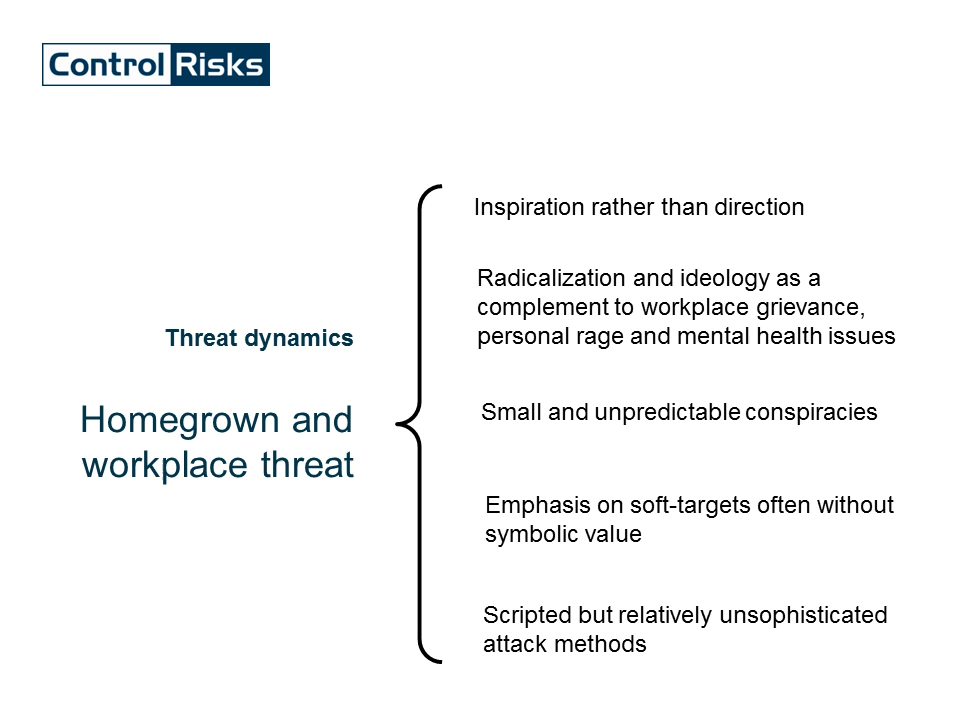 Control Risks
Threat dynamics
Homegrown and
workplace threat
Inspiration rather than direction
Radicalization and ideology as a
complement to workplace grievance,
personal rage and mental health issues
Small and unpredictable conspiracies
Emphasis on soft-targets often without
symbolic value
Scripted but relatively unsophisticated
attack methods